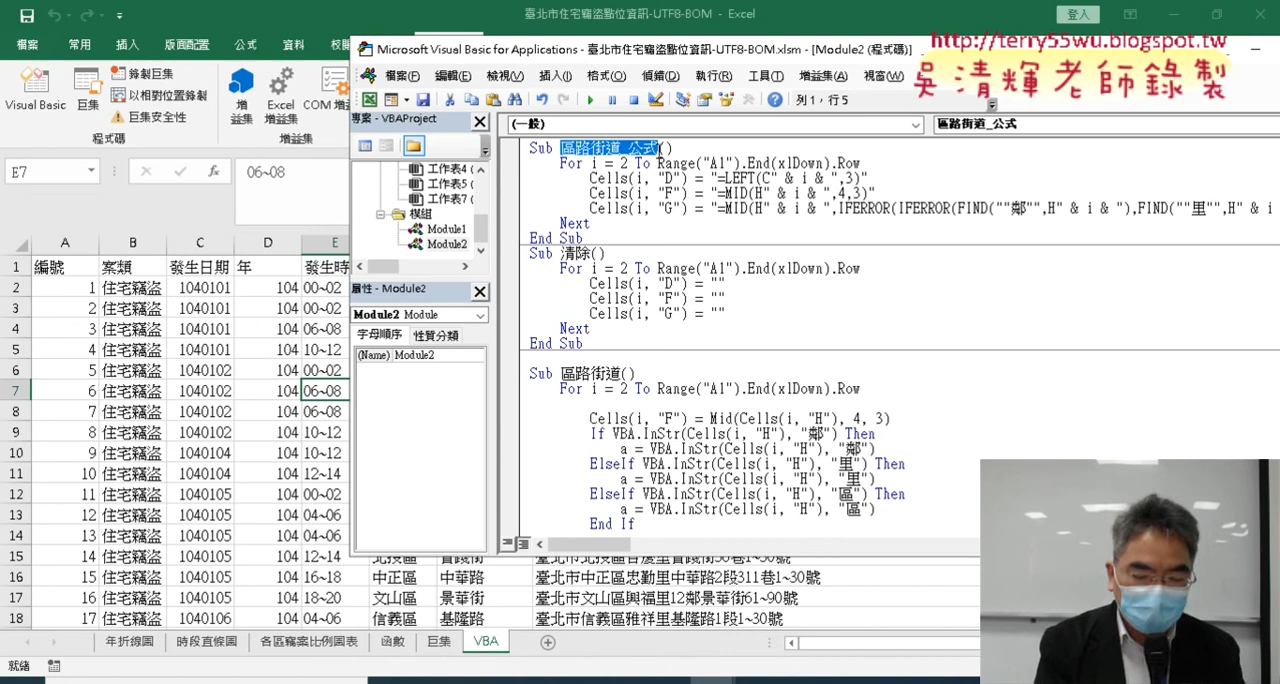 臺北市住宅竊盜點位資訊-UTF8-BOM - Excel
登入
檔案 常用 插入 版面配置 公式 資料 校閱
Visual Basic 巨集 錄製巨集 以相對位置錄製 巨集安全性 程式碼
增益集 Excel 增益集 COM 增益集 增益集
E7 06~08
Microsoft Visual Basic for Applications - 臺北市住宅竊盜點位資訊-UTF8-BOM.xlsm - [Module2 (程式碼)]
http://terry55wu.blogspot.tw
吳清輝老師錄製
檔案(F) 編輯(E) 檢視(V) 插入(I) 格式(O) 偵錯(D) 執行(R) 工具(T) 增益集(A) 視窗(W)
列 1，行 5
專案 - VBAProject
工作表4 (
工作表5 (
工作表7 (
模組
Module1
Module2
屬性 - Module2
Module2 Module
字母順序 性質分類
(Name) Module2
(一般) 區路街道_公式
Sub 區路街道_公式()
For i = 2 To Range("A1").End(xlDown).Row
Cells(i, "D") = "=LEFT(C" & i & ",3)"
Cells(i, "F") = "=MID(H" & i & ",4,3)"
Cells(i, "G") = "=MID(H" & i & ",IFERROR(IFERROR(FIND(""鄰"",H" & i & "),FIND(""里"",H" & i
Next
End Sub
Sub 清除()
For i = 2 To Range("A1").End(xlDown).Row
Cells(i, "D") = ""
Cells(i, "F") = ""
Cells(i, "G") = ""
Next
End Sub
Sub 區路街道()
For i = 2 To Range("A1").End(xlDown).Row
Cells(i, "F") = Mid(Cells(i, "H"), 4, 3)
If VBA.InStr(Cells(i, "H"), "鄰") Then
a = VBA.InStr(Cells(i, "H"), "鄰")
ElseIf VBA.InStr(Cells(i, "H"), "里") Then
a = VBA.InStr(Cells(i, "H"), "里")
ElseIf VBA.InStr(Cells(i, "H"), "區") Then
a = VBA.InStr(Cells(i, "H"), "區")
End If
A B C D E
1 編號 案類 發生日期 年 發生時
2 1 住宅竊盜 1040101 104 00~02
3 2 住宅竊盜 1040101 104 00~02
4 3 住宅竊盜 1040101 104 06~08
5 4 住宅竊盜 1040101 104 10~12
6 5 住宅竊盜 1040102 104 00~02
7 6 住宅竊盜 1040102 104 06~08
8 7 住宅竊盜 1040102 104 06~08
9 8 住宅竊盜 1040102 104 10~12
10 9 住宅竊盜 1040104 104 10~12
11 10 住宅竊盜 1040104 104 12~14
12 11 住宅竊盜 1040105 104 00~02
13 12 住宅竊盜 1040105 104 04~06
14 13 住宅竊盜 1040105 104 04~06
15 14 住宅竊盜 1040105 104 12~14
16 15 住宅竊盜 1040105 104 16~18 中正區 中華路 臺北市中正區忠勤里中華路2段311巷1~30號
17 16 住宅竊盜 1040105 104 18~20 文山區 景華街 臺北市文山區興福里12鄰景華街61~90號
18 17 住宅竊盜 1040106 104 04~06 信義區 基隆路 臺北市信義區雅祥里基隆路1段1~30號
年折線圖 時段直條圖 各區竊案比例圖表 函數 巨集 VBA
就緒